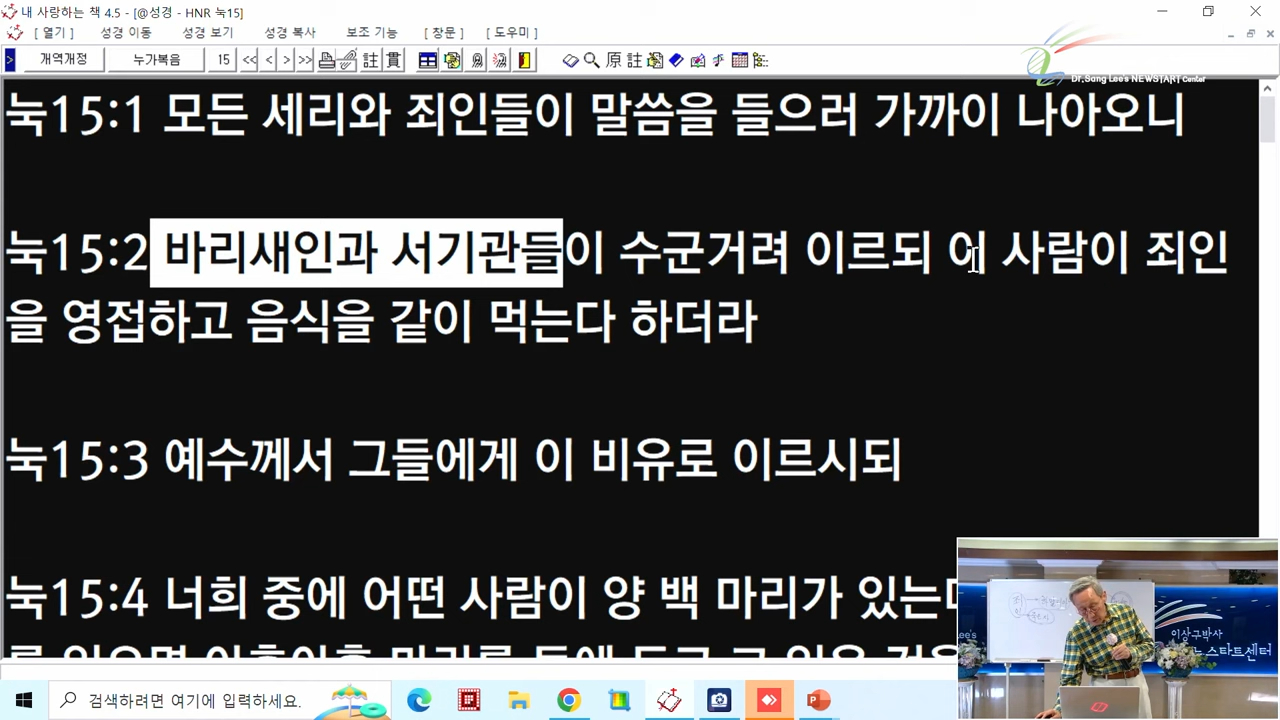 내 사랑하는 책 4.5 - [@성경 - HNR 눅15]
[ 열기 ] 성경 이동 성경 보기 성경 복사 보조 기능 [ 창문 ] [ 도우미 ]
개역개정 누가복음 15 << < > >> 註 貫 原 註
Dr.Sang Lee's NEWSTART Center
눅15:1 모든 세리와 죄인들이 말씀을 들으러 가까이 나아오니
눅15:2 바리새인과 서기관들이 수군거려 이르되 이 사람이 죄인
을 영접하고 음식을 같이 먹는다 하더라
눅15:3 예수께서 그들에게 이 비유로 이르시되
눅15:4 너희 중에 어떤 사람이 양 백 마리가 있는데
이상구박사
스타트센터
검색하려면 여기에 입력하세요.